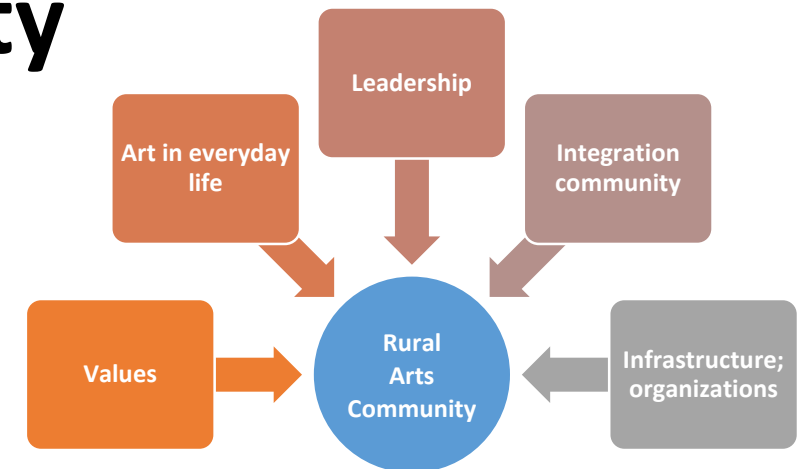 ty
Leadership
Art in everyday
life
Integration
community
Values
Rural
Arts
Community
Infrastructure;
organizations